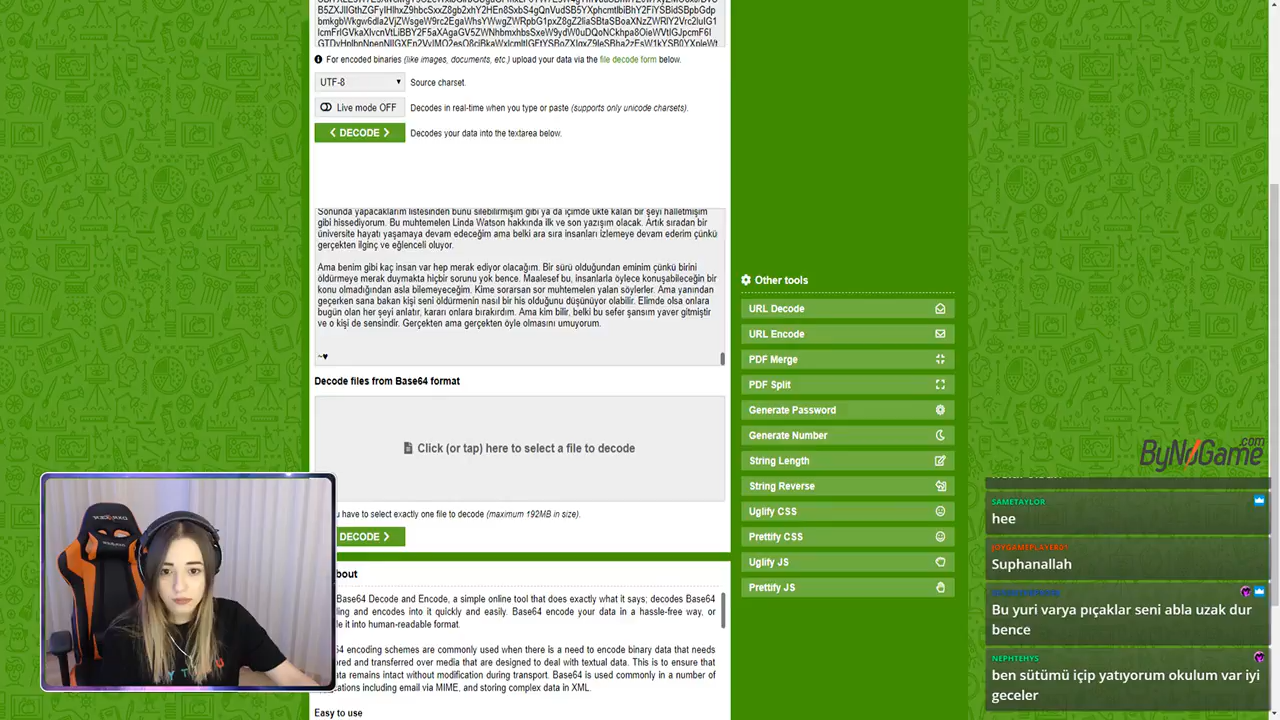 For encoded binaries (like images, documents, etc.) upload your data via the file decode form below.
UTF-8
Source charset.
Live mode OFF
Decodes in real-time when you type or paste (supports only unicode charsets).
< DECODE >
Decodes your data into the textarea below.
Sonunda yapacaklarım listesinden bunu silebilirmişim gibi ya da içimde ukte kalan bir şeyi halletmişim
gibi hissediyorum. Bu muhtemelen Linda Watson hakkında ilk ve son yazışım olacak. Artık sıradan bir
üniversite hayatı yaşamaya devam edeceğim ama belki ara sıra insanları izlemeye devam ederim çünkü
gerçekten ilginç ve eğlenceli oluyor.
Ama benim gibi kaç insan var hep merak ediyor olacağım. Bir sürü olduğundan eminim çünkü birini
öldürmeye merak duymakta hiçbir sorunu yok bence. Maalesef bu, insanlarla öylece konuşabileceğin bir
konu olmadığından asla bilemeyeceğim. Kime sorarsan sor muhtemelen yalan söylerler. Ama yanından
geçerken sana bakan kişi seni öldürmenin nasıl bir his olduğunu düşünüyor olabilir. Elimde olsa onlara
bugün olan her şeyi anlatır, kararı onlara bırakırdım. Ama kim bilir, belki bu sefer şansım yaver gitmiştir
ve o kişi de sensindir. Gerçekten ama gerçekten öyle olmasını umuyorum.
~♥
Decode files from Base64 format
Click (or tap) here to select a file to decode
have to select exactly one file to decode (maximum 192MB in size).
DECODE >
bout
Base64 Decode and Encode, a simple online tool that does exactly what it says; decodes Base64
ing and encodes into it quickly and easily. Base64 encode your data in a hassle-free way, or
it into human-readable format.
encoding schemes are commonly used when there is a need to encode binary data that needs
ored and transferred over media that are designed to deal with textual data. This is to ensure that
ata remains intact without modification during transport. Base64 is used commonly in a number of
ations including email via MIME, and storing complex data in XML.
Easy to use
Other tools
URL Decode
URL Encode
PDF Merge
PDF Split
Generate Password
Generate Number
String Length
String Reverse
Uglify CSS
Prettify CSS
Uglify JS
Prettify JS
ByNoGame.com
SAMETAYLOR
hee
JOYGAMEPLAYER01
Suphanallah
Bu yuri varya pıçaklar seni abla uzak dur
bence
NEPHTEHYS
ben sütümü içip yatıyorum okulum var iyi
geceler